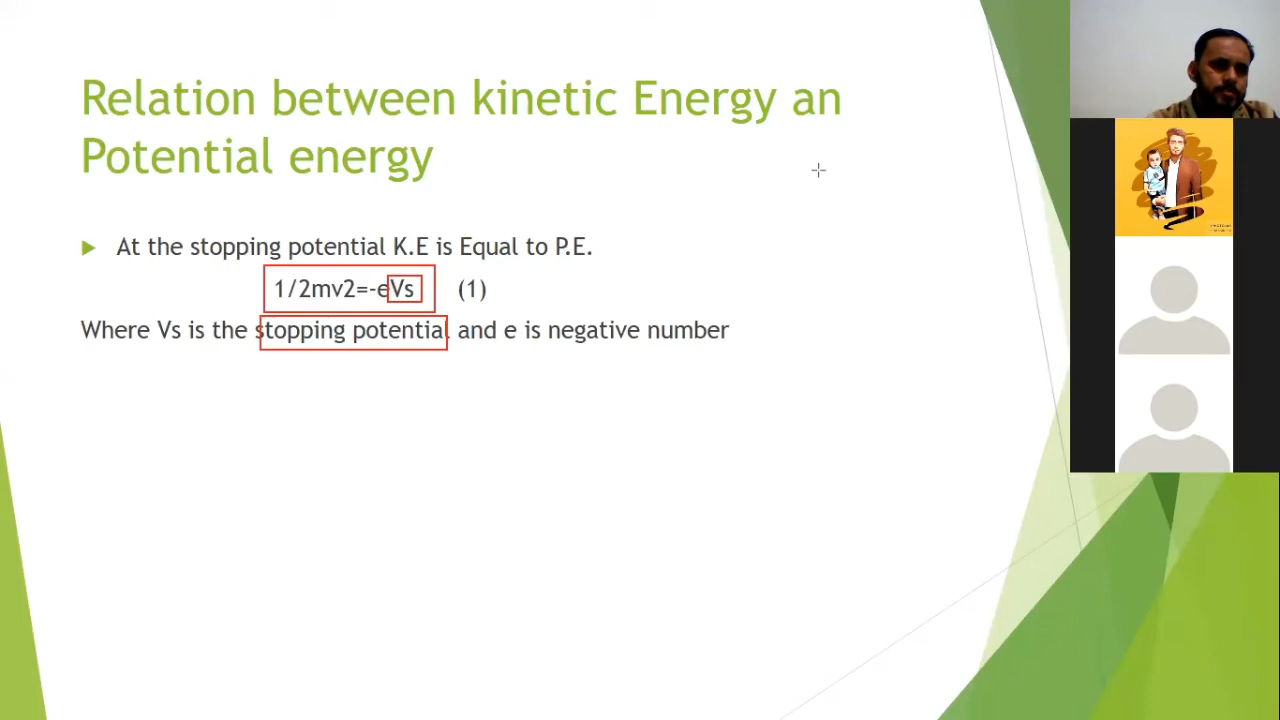 Relation between kinetic Energy an
Potential energy
At the stopping potential K.E is Equal to P.E.
1/2mv2=-eVs (1)
Where Vs is the stopping potential and e is negative number